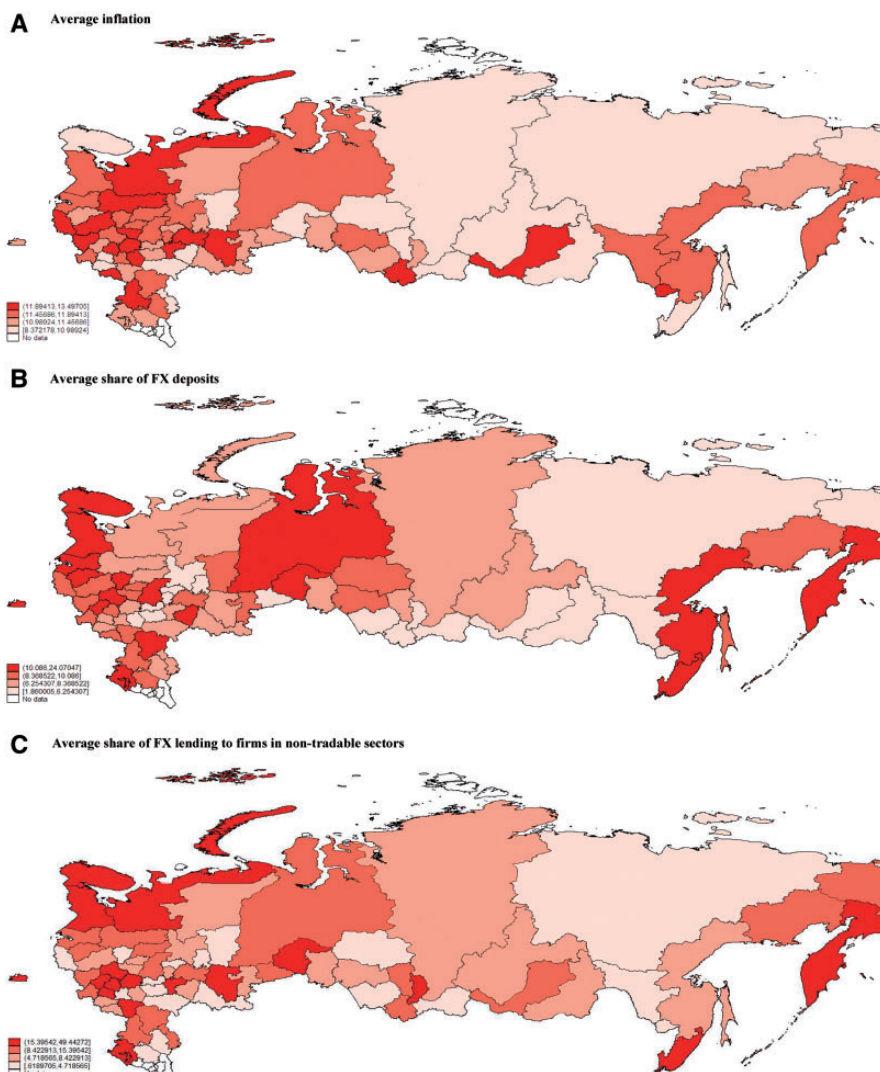 A
Average inflation
(11.89413,13.49705]
(11.45686,11.89413]
(10.98924,11.45686]
[8.372178,10.98924]
No data
B
Average share of FX deposits
(10.086,24.07047]
(8.368522,10.086]
(6.254307,8.368522]
[1.860005,6.254307]
No data
C
Average share of FX lending to firms in non-tradable sectors
(15.39542,49.44272]
(8.422913,15.39542]
(4.718565,8.422913]
[.6189705,4.718565]